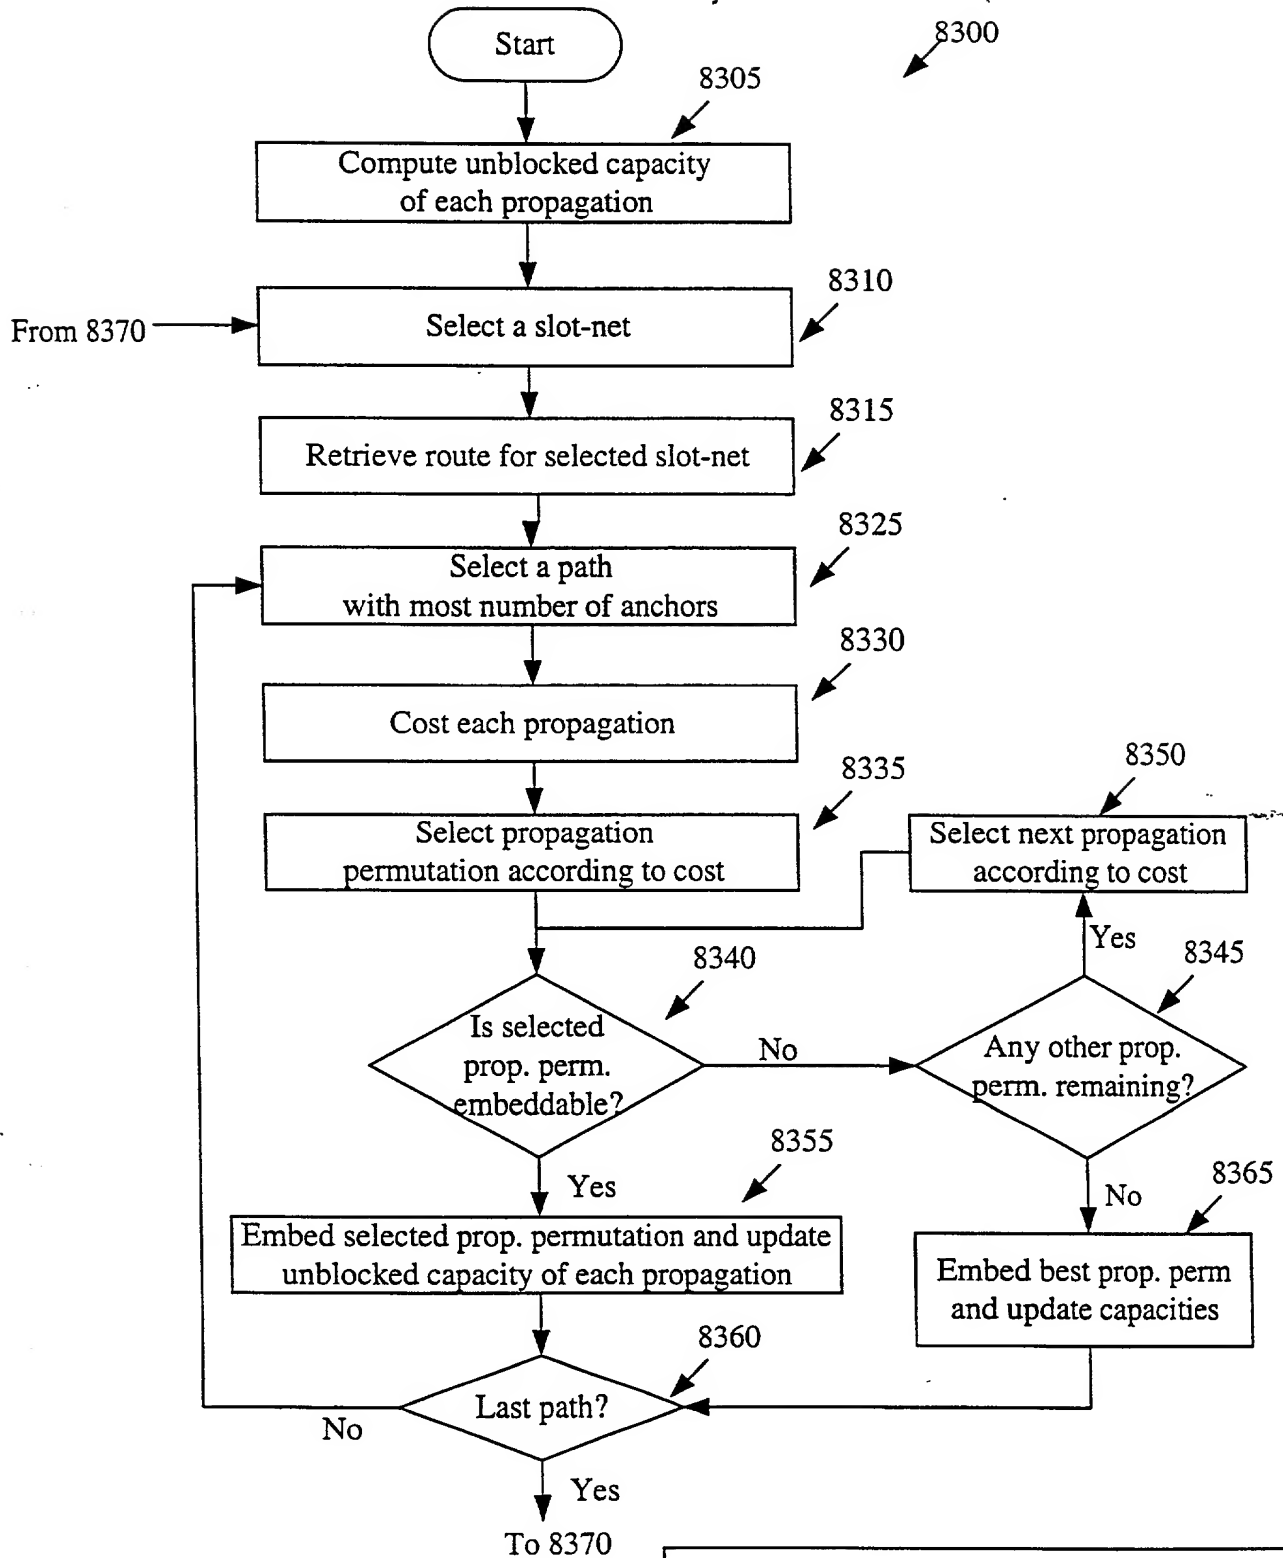 Start
8300
8305
Compute unblocked capacity
of each propagation
8310
From 8370
Select a slot-net
8315
Retrieve route for selected slot-net
8325
Select a path
with most number of anchors
8330
Cost each propagation
8335
Select propagation
permutation according to cost
8350
Select next propagation
according to cost
Yes
8340
8345
Is selected
prop. perm.
embeddable?
No
Any other prop.
perm. remaining?
8355
Yes
No
8365
Embed selected prop. permutation and update
unblocked capacity of each propagation
Embed best prop. perm
and update capacities
8360
Last path?
No
Yes
To 8370